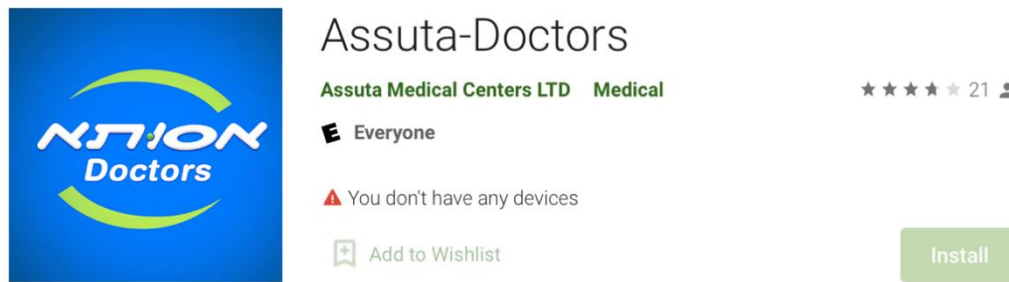 Assuta-Doctors
אסותא
Doctors
Assuta Medical Centers LTD Medical
21
E Everyone
You don't have any devices
Add to Wishlist
Install